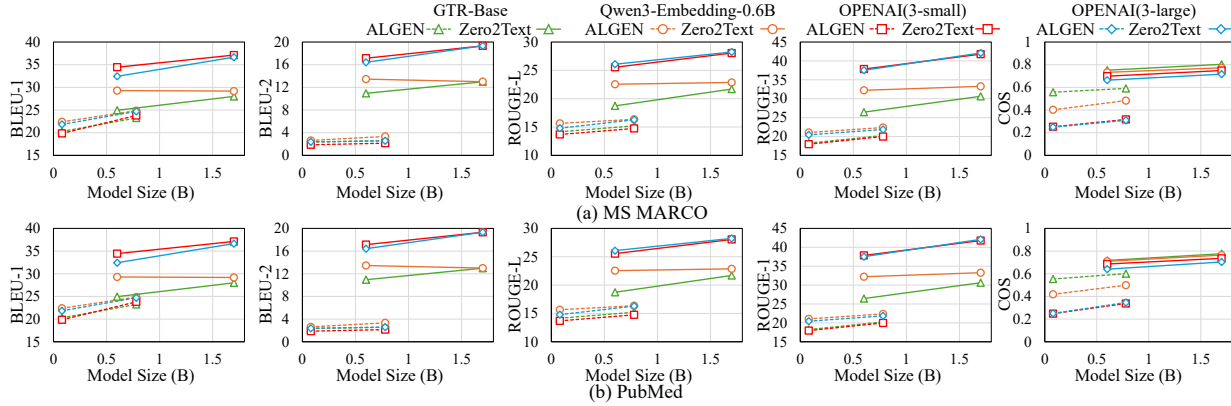 GTR-Base Qwen3-Embedding-0.6B OPENAI(3-small) OPENAI(3-large)
ALGEN Zero2Text ALGEN Zero2Text ALGEN Zero2Text ALGEN Zero2Text
BLEU-1
40
35
30
25
20
15
0 0.5 1 1.5
Model Size (B)
BLEU-2
20
16
12
8
4
0
0 0.5 1 1.5
Model Size (B)
ROUGE-L
30
25
20
15
10
0 0.5 1 1.5
Model Size (B)
ROUGE-1
45
40
35
30
25
20
15
0 0.5 1 1.5
Model Size (B)
COS
1
0.8
0.6
0.4
0.2
0
0 0.5 1 1.5
Model Size (B)
(a) MS MARCO
BLEU-1
40
35
30
25
20
15
0 0.5 1 1.5
Model Size (B)
BLEU-2
20
16
12
8
4
0
0 0.5 1 1.5
Model Size (B)
ROUGE-L
30
25
20
15
10
0 0.5 1 1.5
Model Size (B)
ROUGE-1
45
40
35
30
25
20
15
0 0.5 1 1.5
Model Size (B)
COS
1
0.8
0.6
0.4
0.2
0
0 0.5 1 1.5
Model Size (B)
(b) PubMed